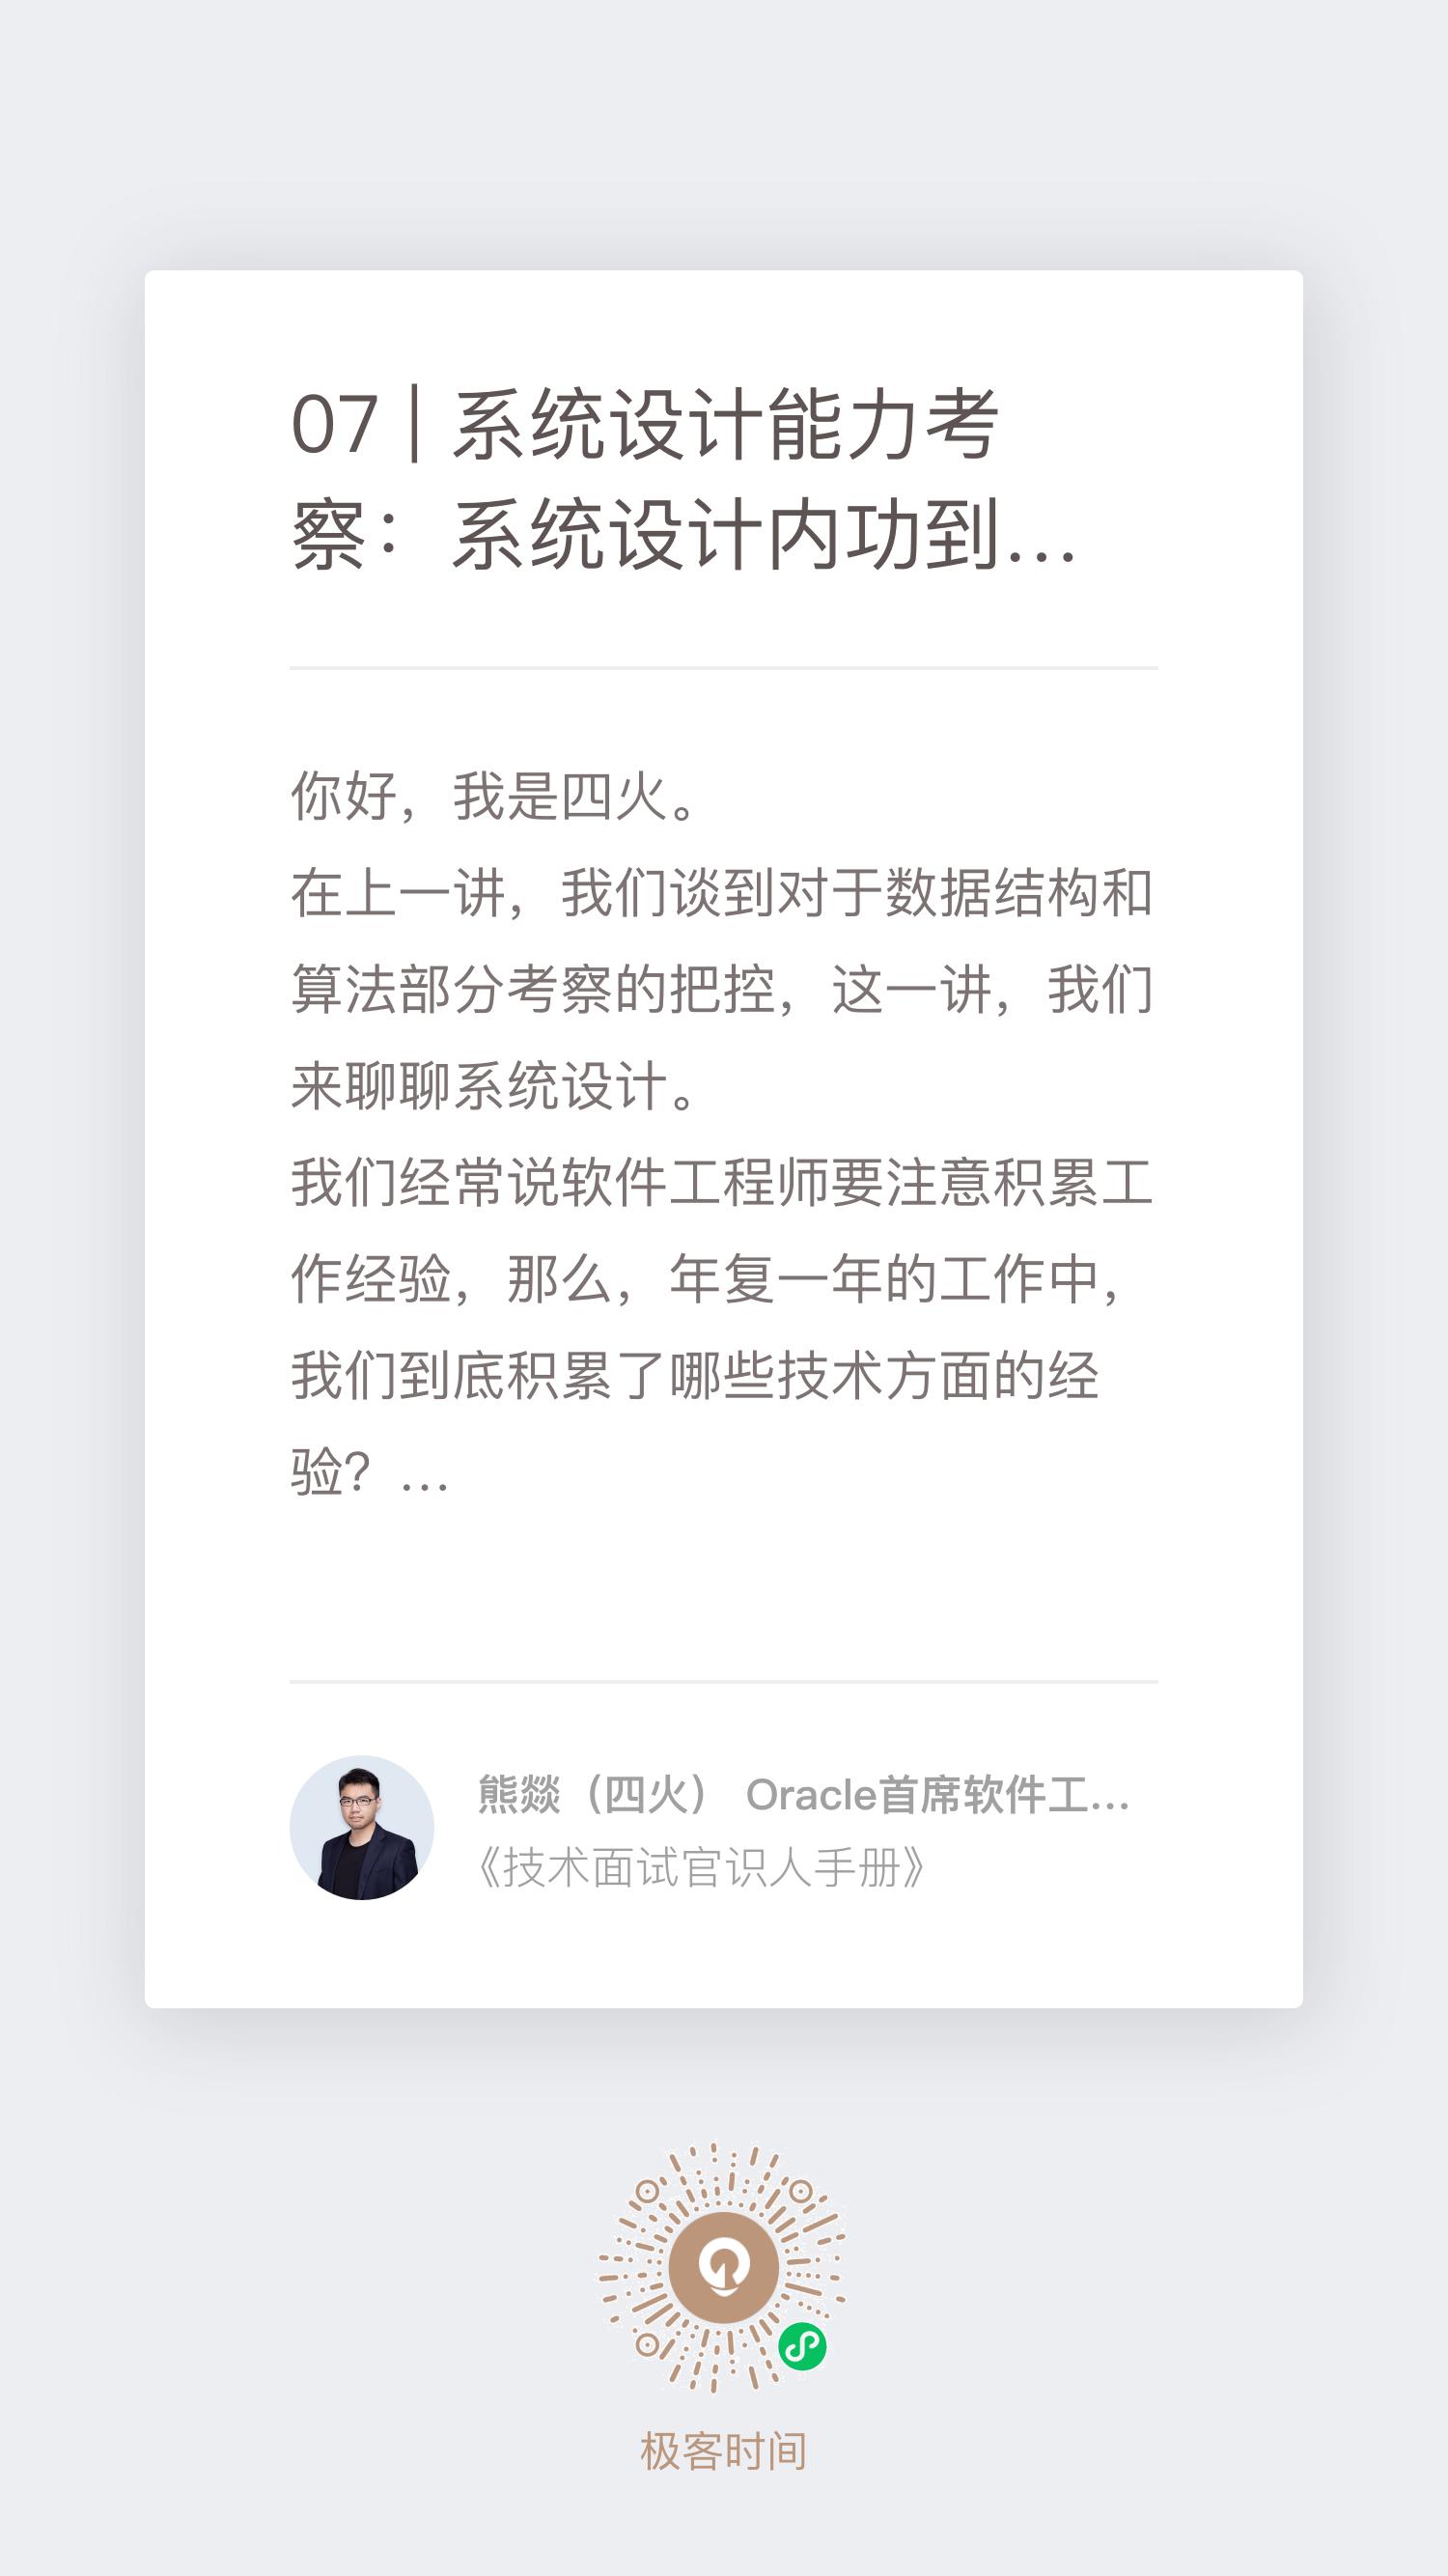 07 | 系统设计能力考
察：系统设计内功到...
你好，我是四火。
在上一讲，我们谈到对于数据结构和
算法部分考察的把控，这一讲，我们
来聊聊系统设计。
我们经常说软件工程师要注意积累工
作经验，那么，年复一年的工作中，
我们到底积累了哪些技术方面的经
验？...
熊燚（四火） Oracle首席软件工...
《技术面试官识人手册》
极客时间